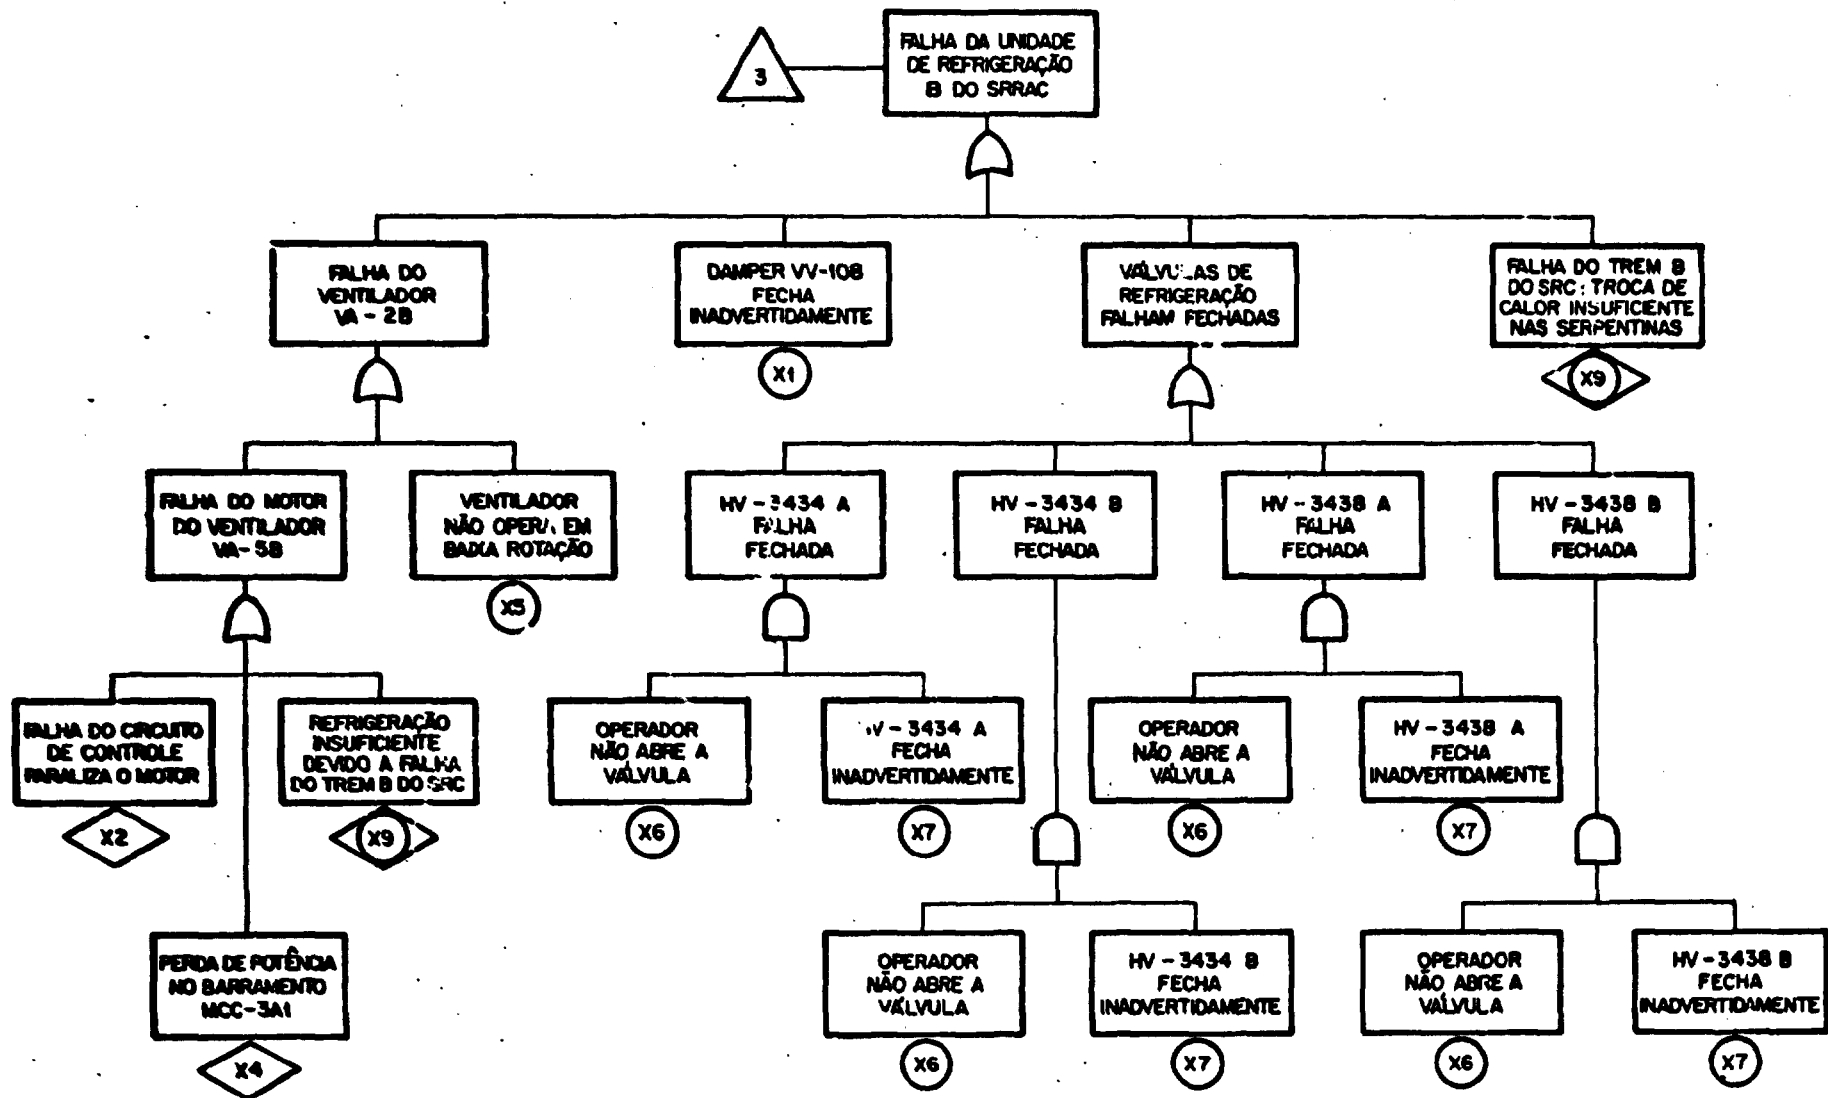 3
FALHA DA UNIDADE
DE REFRIGERAÇÃO
B DO SRRAC
FALHA DO
VENTILADOR
VA - 2B
DAMPER VV-10B
FECHA
INADVERTIDAMENTE
X1
VÁLVULAS DE
REFRIGERAÇÃO
FALHAM FECHADAS
FALHA DO TREM B
DO SRC: TROCA DE
CALOR INSUFICIENTE
NAS SERPENTINAS
X9
FALHA DO MOTOR
DO VENTILADOR
VA-5B
VENTILADOR
NÃO OPERA EM
BAIXA ROTAÇÃO
X5
HV - 3434 A
FALHA
FECHADA
HV - 3434 B
FALHA
FECHADA
HV - 3438 A
FALHA
FECHADA
HV - 3438 B
FALHA
FECHADA
FALHA DO CIRCUITO
DE CONTROLE
PARALIZA O MOTOR
X2
REFRIGERAÇÃO
INSUFICIENTE
DEVIDO A FALHA
DO TREM B DO SRC
X9
OPERADOR
NÃO ABRE A
VÁLVULA
X6
HV - 3434 A
FECHA
INADVERTIDAMENTE
X7
OPERADOR
NÃO ABRE A
VÁLVULA
X6
HV - 3438 A
FECHA
INADVERTIDAMENTE
X7
PERDA DE POTÊNCIA
NO BARRAMENTO
MCC-3A1
X4
OPERADOR
NÃO ABRE A
VÁLVULA
X6
HV - 3434 B
FECHA
INADVERTIDAMENTE
X7
OPERADOR
NÃO ABRE A
VÁLVULA
X6
HV - 3438 B
FECHA
INADVERTIDAMENTE
X7